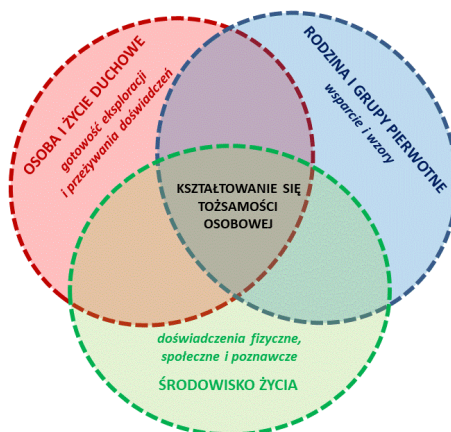 OSOBA I ŻYCIE DUCHOWE
gotowość eksploracji
i przeżywania doświadczeń
RODZINA I GRUPY PIERWOTNE
wsparcie i wzory
KSZTAŁTOWANIE SIĘ
TOŻSAMOŚCI
OSOBOWEJ
doświadczenia fizyczne,
społeczne i poznawcze
ŚRODOWISKO ŻYCIA